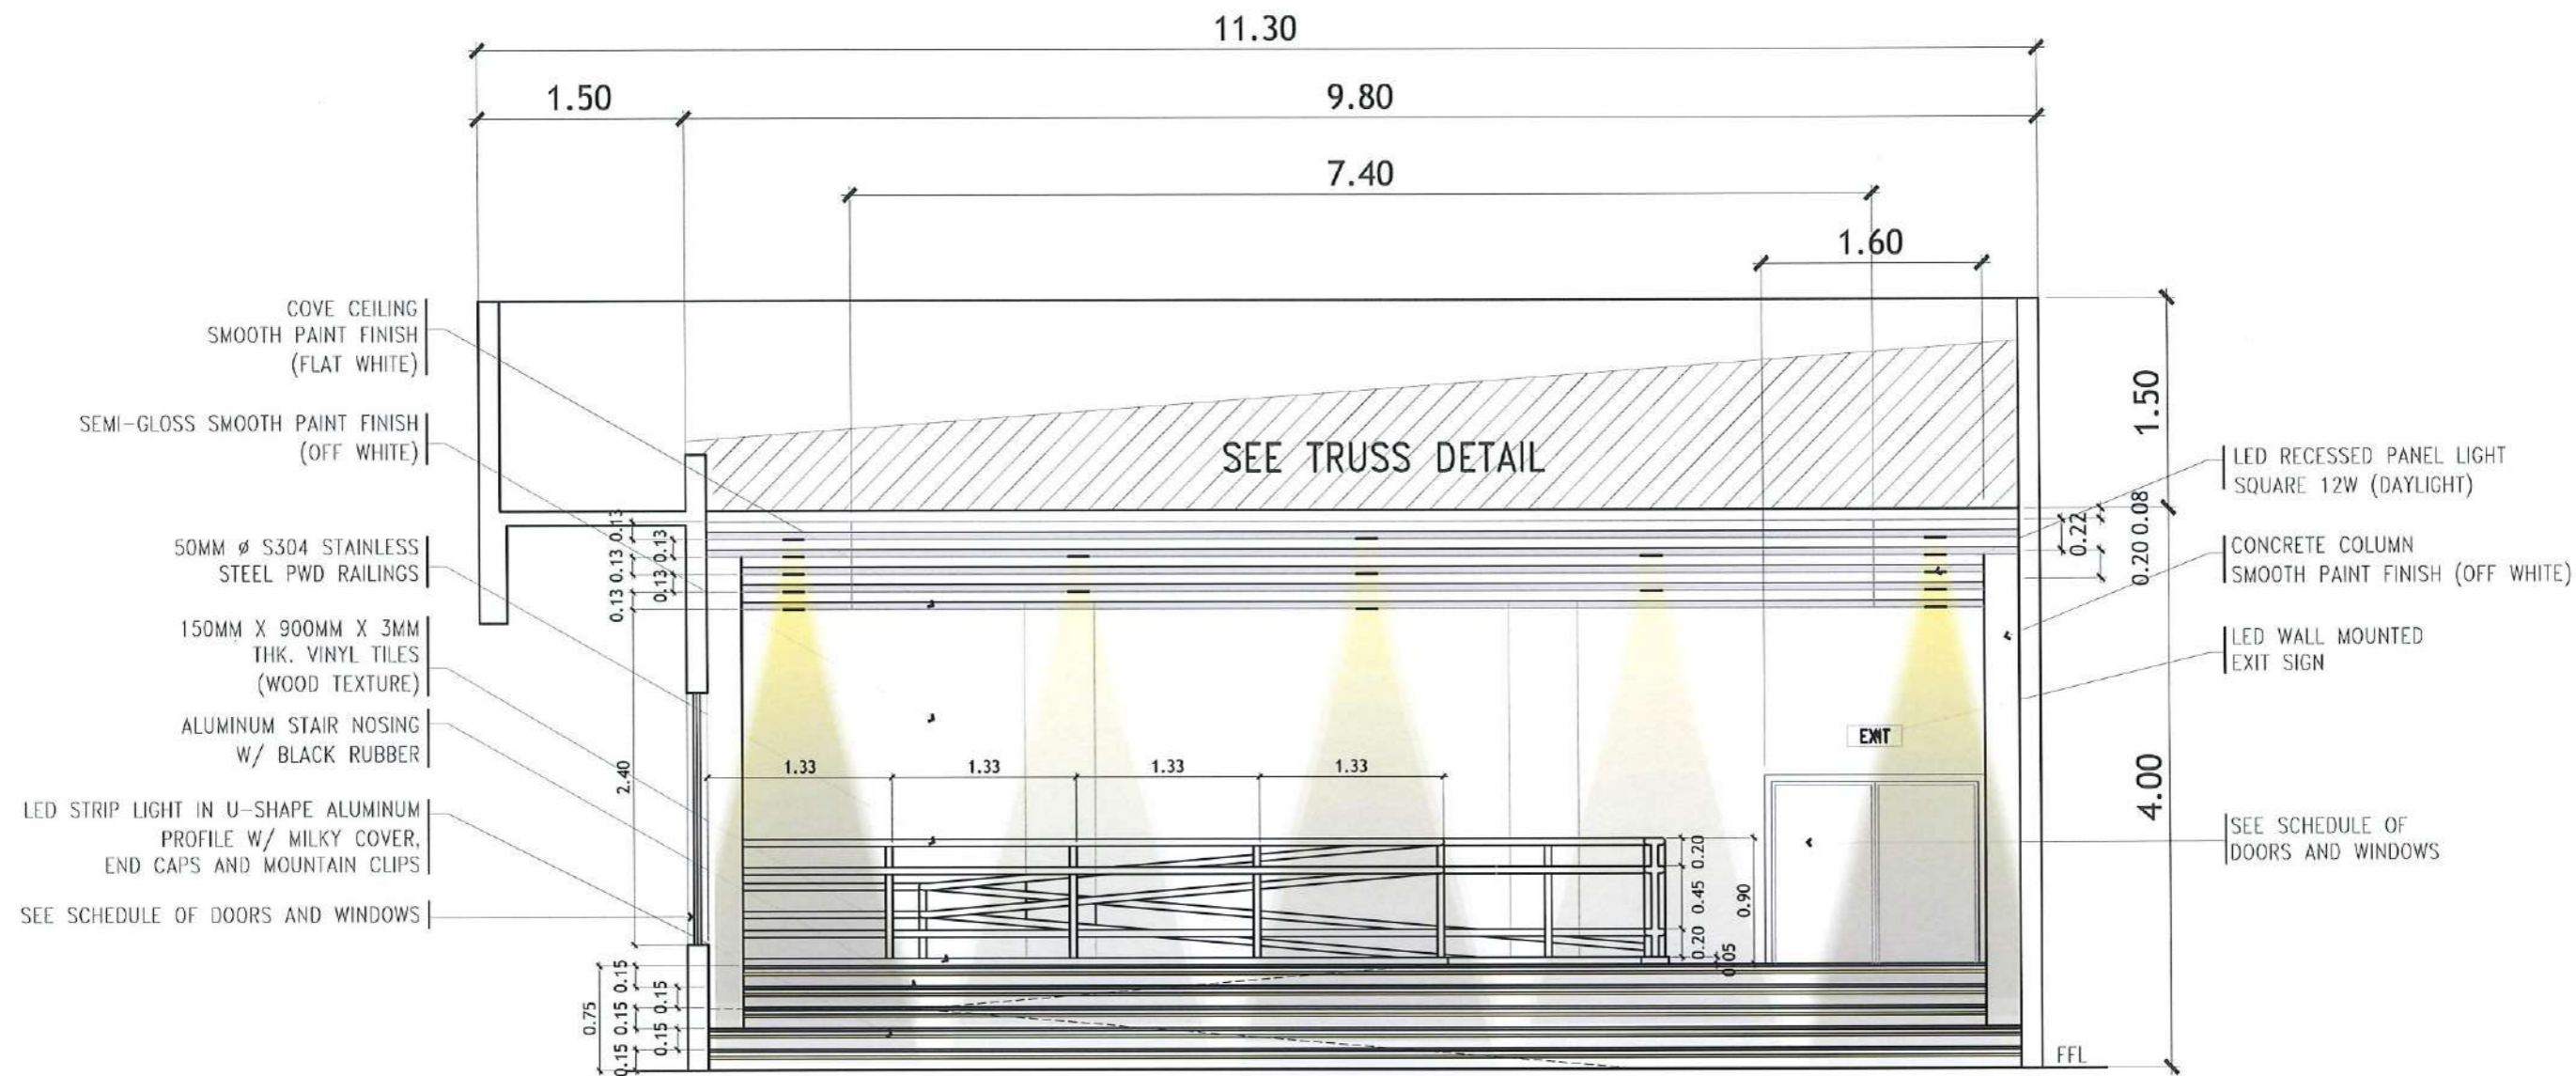 11.30
1.50
9.80
7.40
1.60
COVE CEILING
SMOOTH PAINT FINISH
(FLAT WHITE)
SEMI-GLOSS SMOOTH PAINT FINISH
(OFF WHITE)
50MM Ø S304 STAINLESS
STEEL PWD RAILINGS
150MM X 900MM X 3MM
THK. VINYL TILES
(WOOD TEXTURE)
ALUMINUM STAIR NOSING
W/ BLACK RUBBER
LED STRIP LIGHT IN U-SHAPE ALUMINUM
PROFILE W/ MILKY COVER,
END CAPS AND MOUNTAIN CLIPS
SEE SCHEDULE OF DOORS AND WINDOWS
SEE TRUSS DETAIL
0.13
0.13
0.13
0.13
0.13
2.40
1.33
1.33
1.33
1.33
EXIT
0.20
0.45
0.20
0.90
0.05
0.75
0.15
0.15
0.15
0.15
0.15
1.50
0.08
0.22
0.20
4.00
FFL
LED RECESSED PANEL LIGHT
SQUARE 12W (DAYLIGHT)
CONCRETE COLUMN
SMOOTH PAINT FINISH (OFF WHITE)
LED WALL MOUNTED
EXIT SIGN
SEE SCHEDULE OF
DOORS AND WINDOWS